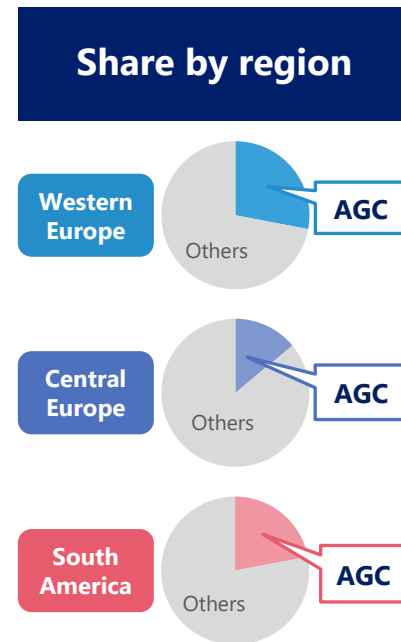 Share by region
Western
Europe
Others
AGC
Central
Europe
Others
AGC
South
America
Others
AGC